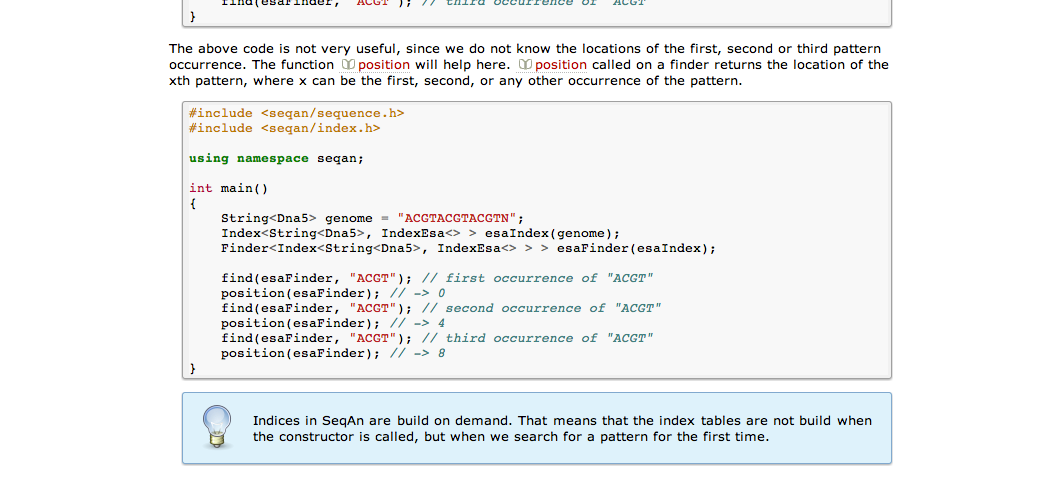 find(esaFinder, "ACGT"); // third occurrence of "ACGT"
}
The above code is not very useful, since we do not know the locations of the first, second or third pattern
occurrence. The function position will help here. position called on a finder returns the location of the
xth pattern, where x can be the first, second, or any other occurrence of the pattern.
#include <seqan/sequence.h>
#include <seqan/index.h>
using namespace seqan;
int main()
{
String<Dna5> genome = "ACGTACGTACGTN";
Index<String<Dna5>, IndexEsa<> > esaIndex(genome);
Finder<Index<String<Dna5>, IndexEsa<> > > esaFinder(esaIndex);
find(esaFinder, "ACGT"); // first occurrence of "ACGT"
position(esaFinder); // -> 0
find(esaFinder, "ACGT"); // second occurrence of "ACGT"
position(esaFinder); // -> 4
find(esaFinder, "ACGT"); // third occurrence of "ACGT"
position(esaFinder); // -> 8
}
Indices in SeqAn are build on demand. That means that the index tables are not build when
the constructor is called, but when we search for a pattern for the first time.